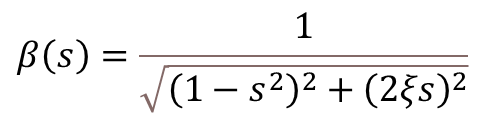 β(s) = 1 / √((1 − s²)² + (2ξs)²)